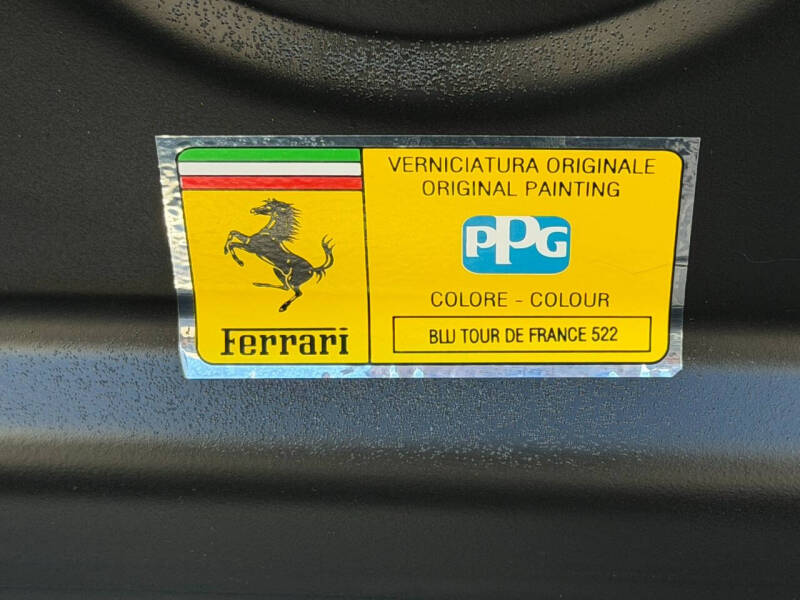 VERNICIATURA ORIGINALE
ORIGINAL PAINTING
PPG
COLORE - COLOUR
BLU TOUR DE FRANCE 522
Ferrari